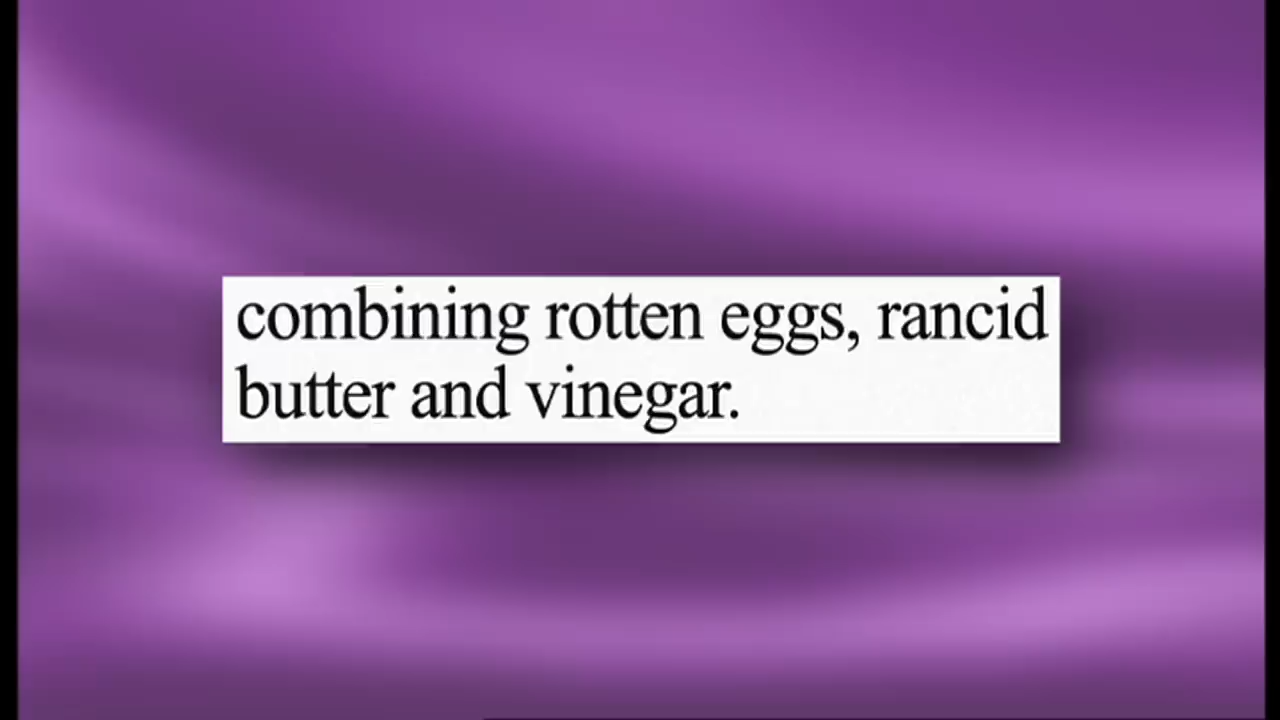 combining rotten eggs, rancid
butter and vinegar.